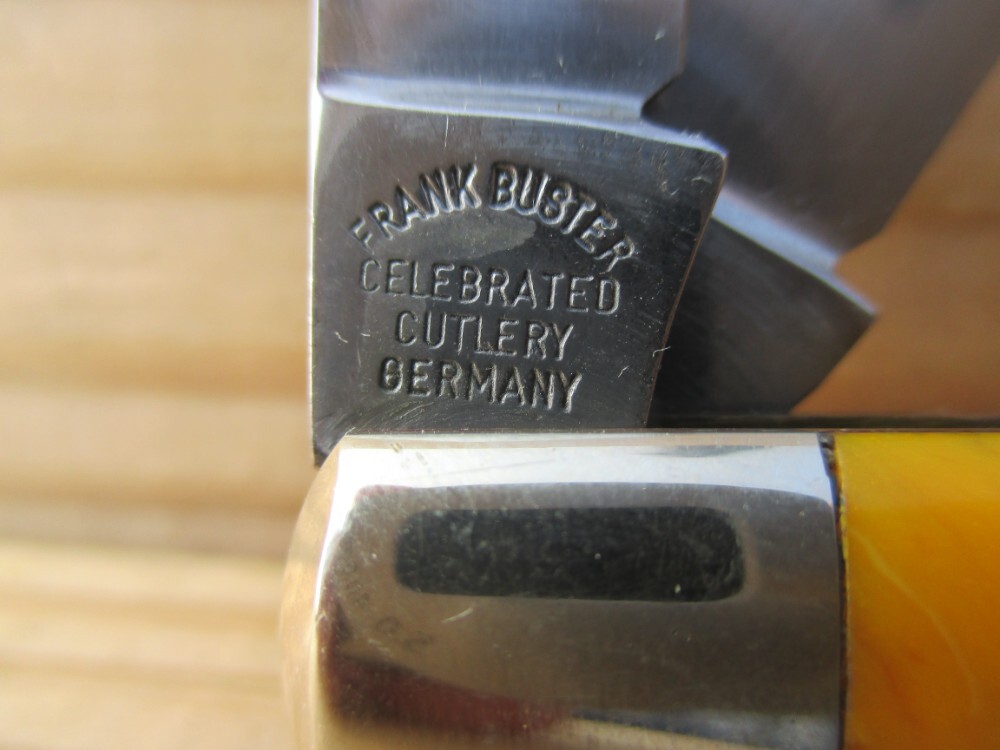 FRANK BUSTER
CELEBRATED
CUTLERY
GERMANY